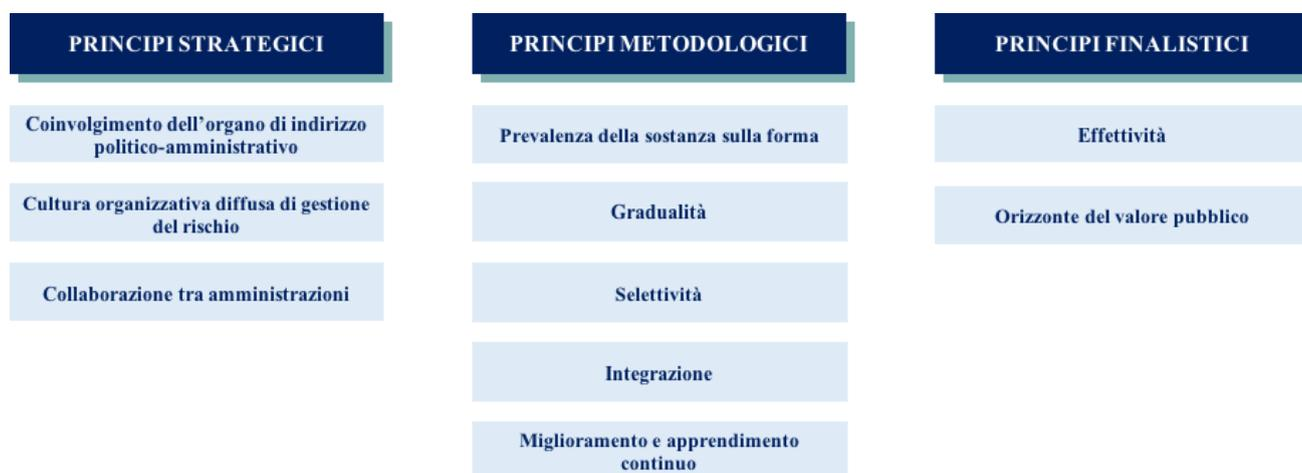 PRINCIPI STRATEGICI
Coinvolgimento dell’organo di indirizzo
politico-amministrativo
Cultura organizzativa diffusa di gestione
del rischio
Collaborazione tra amministrazioni
PRINCIPI METODOLOGICI
Prevalenza della sostanza sulla forma
Gradualità
Selettività
Integrazione
Miglioramento e apprendimento
continuo
PRINCIPI FINALISTICI
Effettività
Orizzonte del valore pubblico